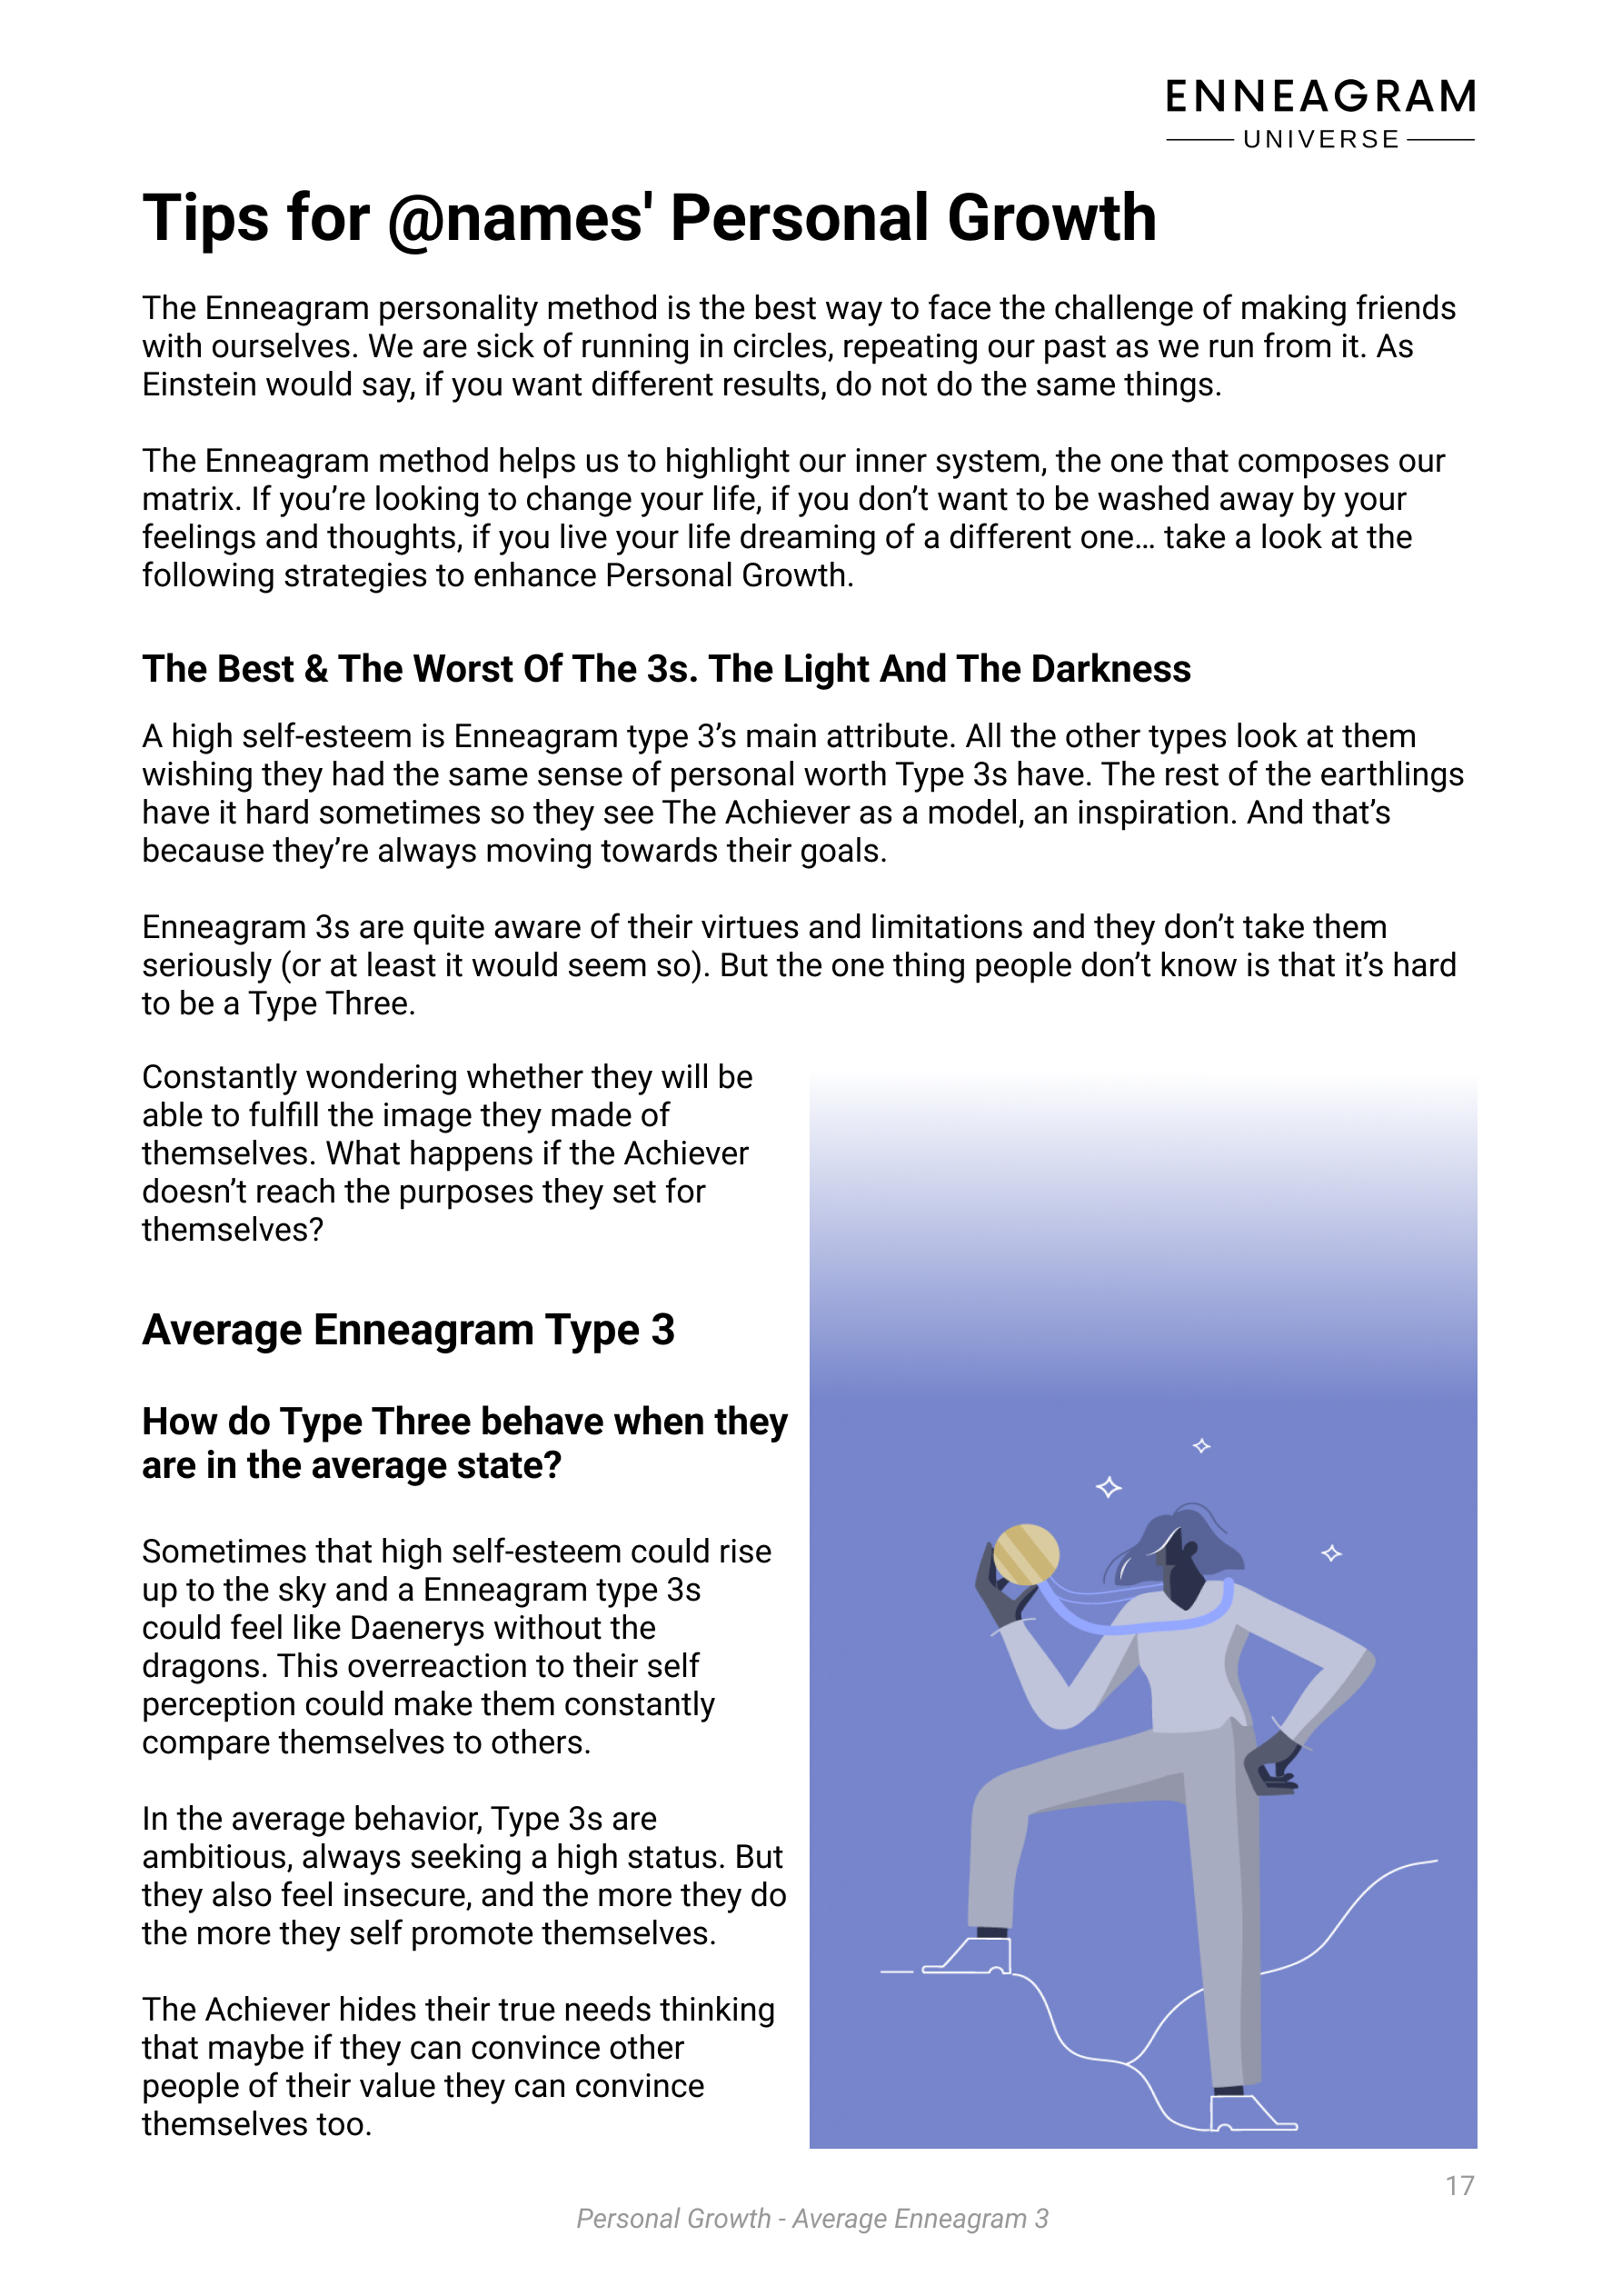 ENNEAGRAM
UNIVERSE
Tips for @names' Personal Growth
The Enneagram personality method is the best way to face the challenge of making friends
with ourselves. We are sick of running in circles, repeating our past as we run from it. As
Einstein would say, if you want different results, do not do the same things.
The Enneagram method helps us to highlight our inner system, the one that composes our
matrix. If you’re looking to change your life, if you don’t want to be washed away by your
feelings and thoughts, if you live your life dreaming of a different one… take a look at the
following strategies to enhance Personal Growth.
The Best & The Worst Of The 3s. The Light And The Darkness
A high self-esteem is Enneagram type 3’s main attribute. All the other types look at them
wishing they had the same sense of personal worth Type 3s have. The rest of the earthlings
have it hard sometimes so they see The Achiever as a model, an inspiration. And that’s
because they’re always moving towards their goals.
Enneagram 3s are quite aware of their virtues and limitations and they don’t take them
seriously (or at least it would seem so). But the one thing people don’t know is that it’s hard
to be a Type Three.
Constantly wondering whether they will be
able to fulfill the image they made of
themselves. What happens if the Achiever
doesn’t reach the purposes they set for
themselves?
Average Enneagram Type 3
How do Type Three behave when they
are in the average state?
Sometimes that high self-esteem could rise
up to the sky and a Enneagram type 3s
could feel like Daenerys without the
dragons. This overreaction to their self
perception could make them constantly
compare themselves to others.
In the average behavior, Type 3s are
ambitious, always seeking a high status. But
they also feel insecure, and the more they do
the more they self promote themselves.
The Achiever hides their true needs thinking
that maybe if they can convince other
people of their value they can convince
themselves too.
17
Personal Growth - Average Enneagram 3